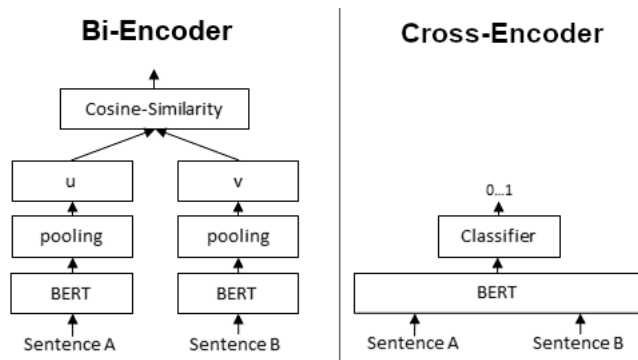 Bi-Encoder
Cosine-Similarity
u v
pooling pooling
BERT BERT
Sentence A Sentence B
Cross-Encoder
0...1
Classifier
BERT
Sentence A Sentence B